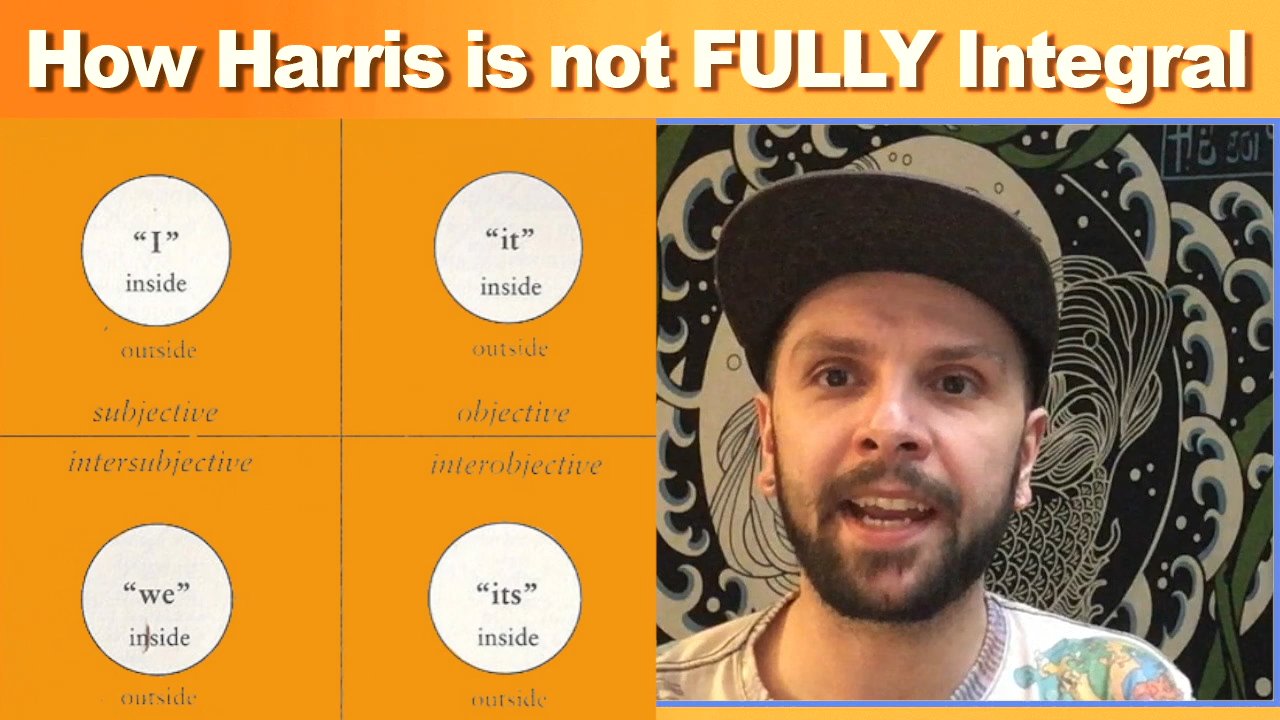 How Harris is not FULLY Integral
“I”
inside
outside
subjective
“it”
inside
outside
objective
intersubjective
“we”
inside
outside
interobjective
“its”
inside
outside